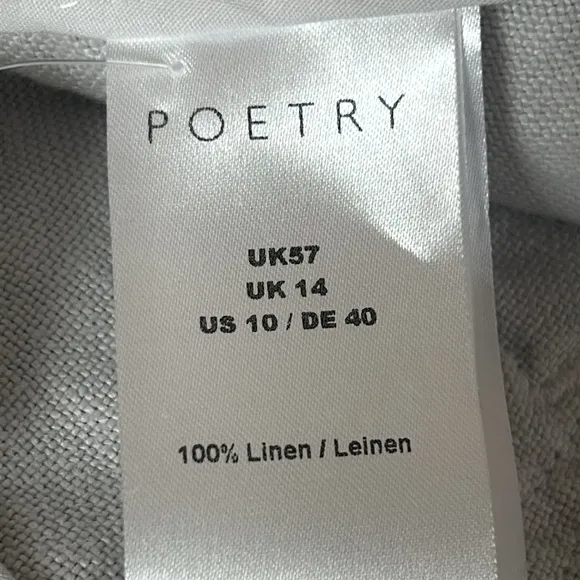 POETRY
UK57
UK 14
US 10 / DE 40
100% Linen / Leinen